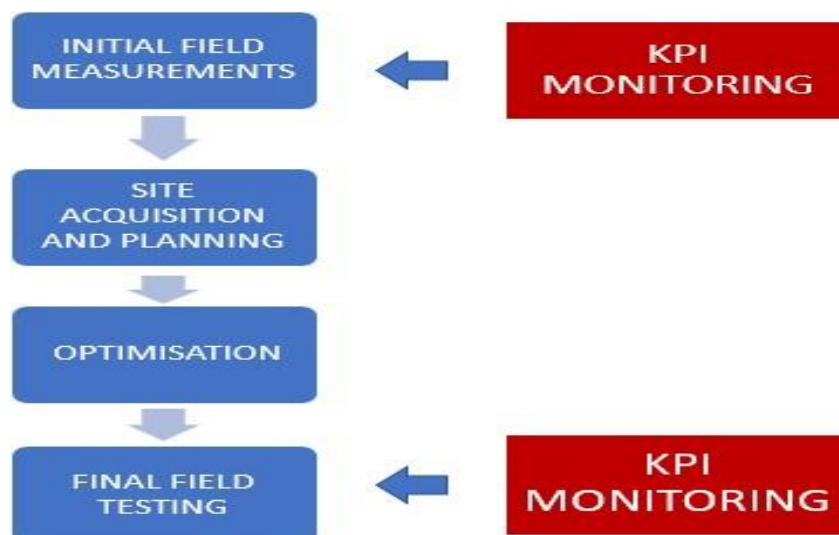 INITIAL FIELD
MEASUREMENTS
KPI
MONITORING
SITE
ACQUISITION
AND PLANNING
OPTIMISATION
FINAL FIELD
TESTING
KPI
MONITORING